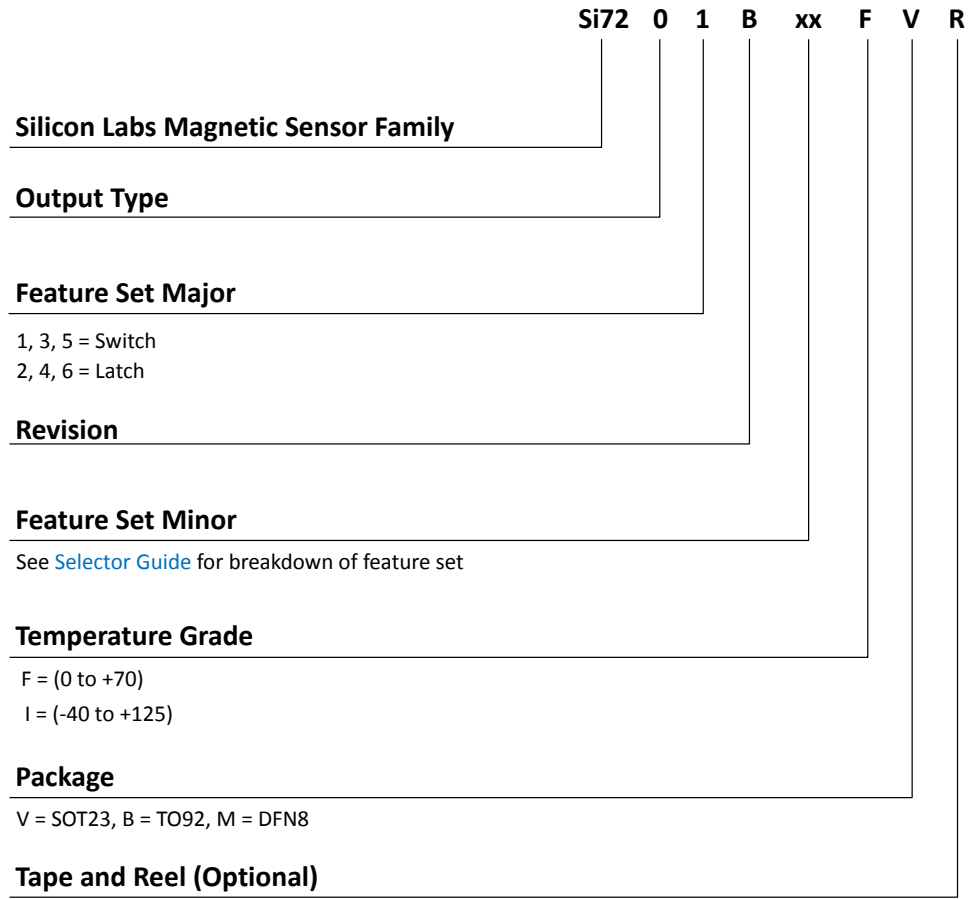 Si72 0 1 B xx F V R
Silicon Labs Magnetic Sensor Family
Output Type
Feature Set Major
1, 3, 5 = Switch
2, 4, 6 = Latch
Revision
Feature Set Minor
See Selector Guide for breakdown of feature set
Temperature Grade
F = (0 to +70)
I = (-40 to +125)
Package
V = SOT23, B = TO92, M = DFN8
Tape and Reel (Optional)